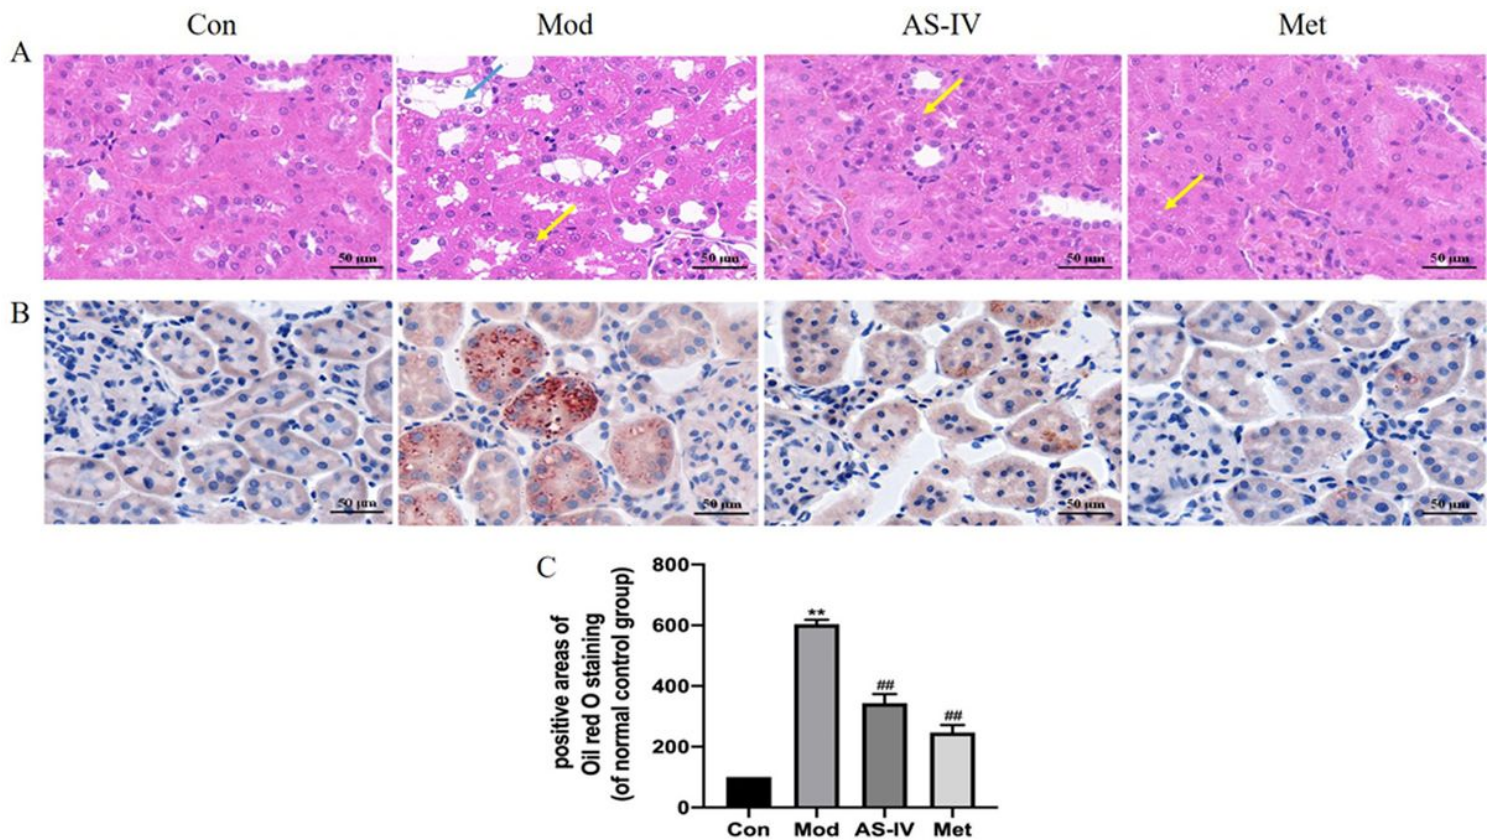 Con Mod AS-IV Met
A
50 μm 50 μm 50 μm 50 μm
B
50 μm 50 μm 50 μm 50 μm
C
positive areas of
Oil red O staining
(of normal control group)
800
600
400
200
0
**
##
##
Con Mod AS-IV Met